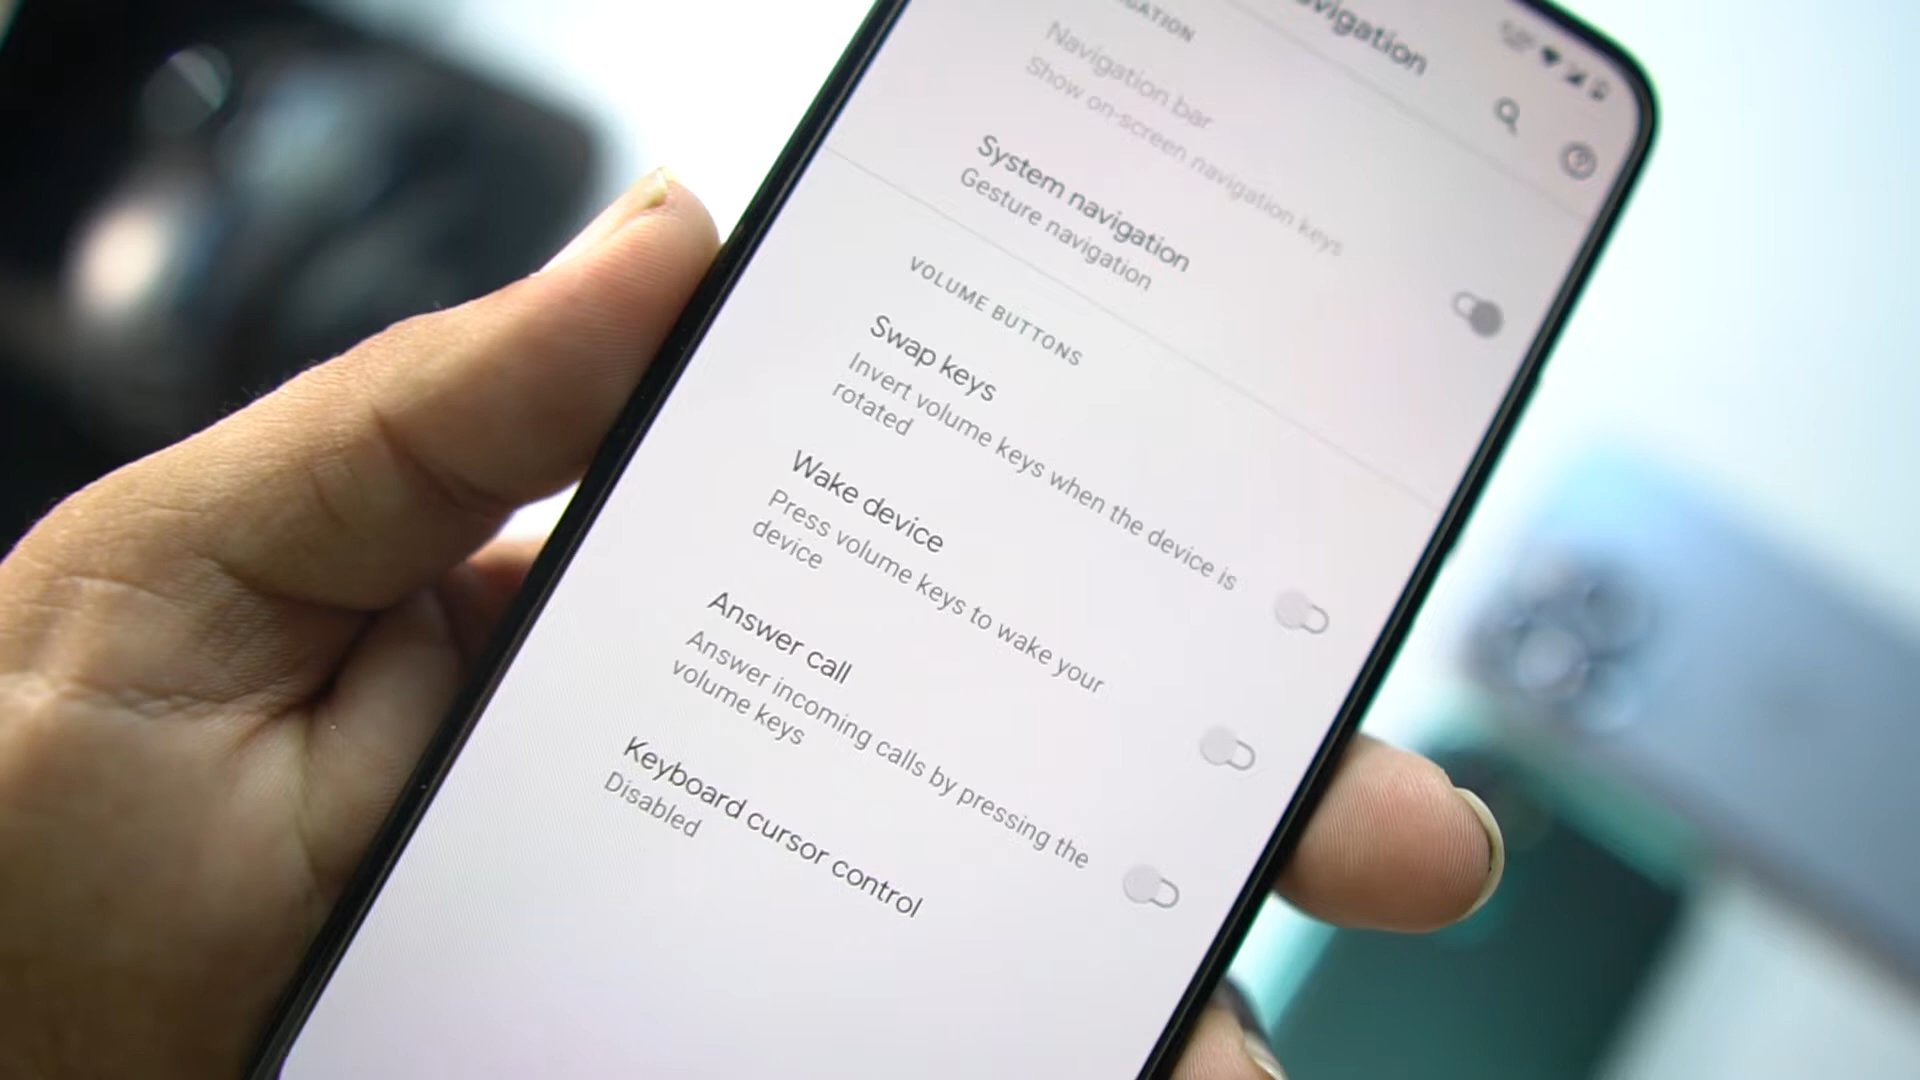 Navigation bar
Show on-screen navigation keys
System navigation
Gesture navigation
VOLUME BUTTONS
Swap keys
Invert volume keys when the device is
rotated
Wake device
Press volume keys to wake your
device
Answer call
Answer incoming calls by pressing the
volume keys
Keyboard cursor control
Disabled